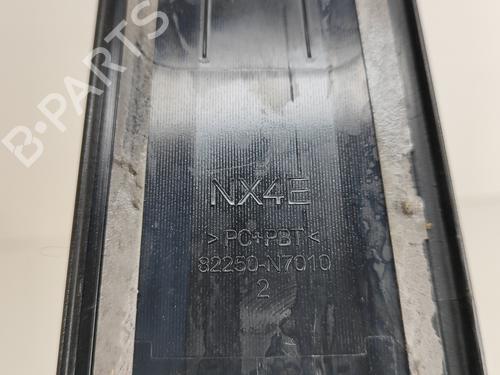 B-PARTS
NX4E
> PC+PBT <
82250-N7010
2